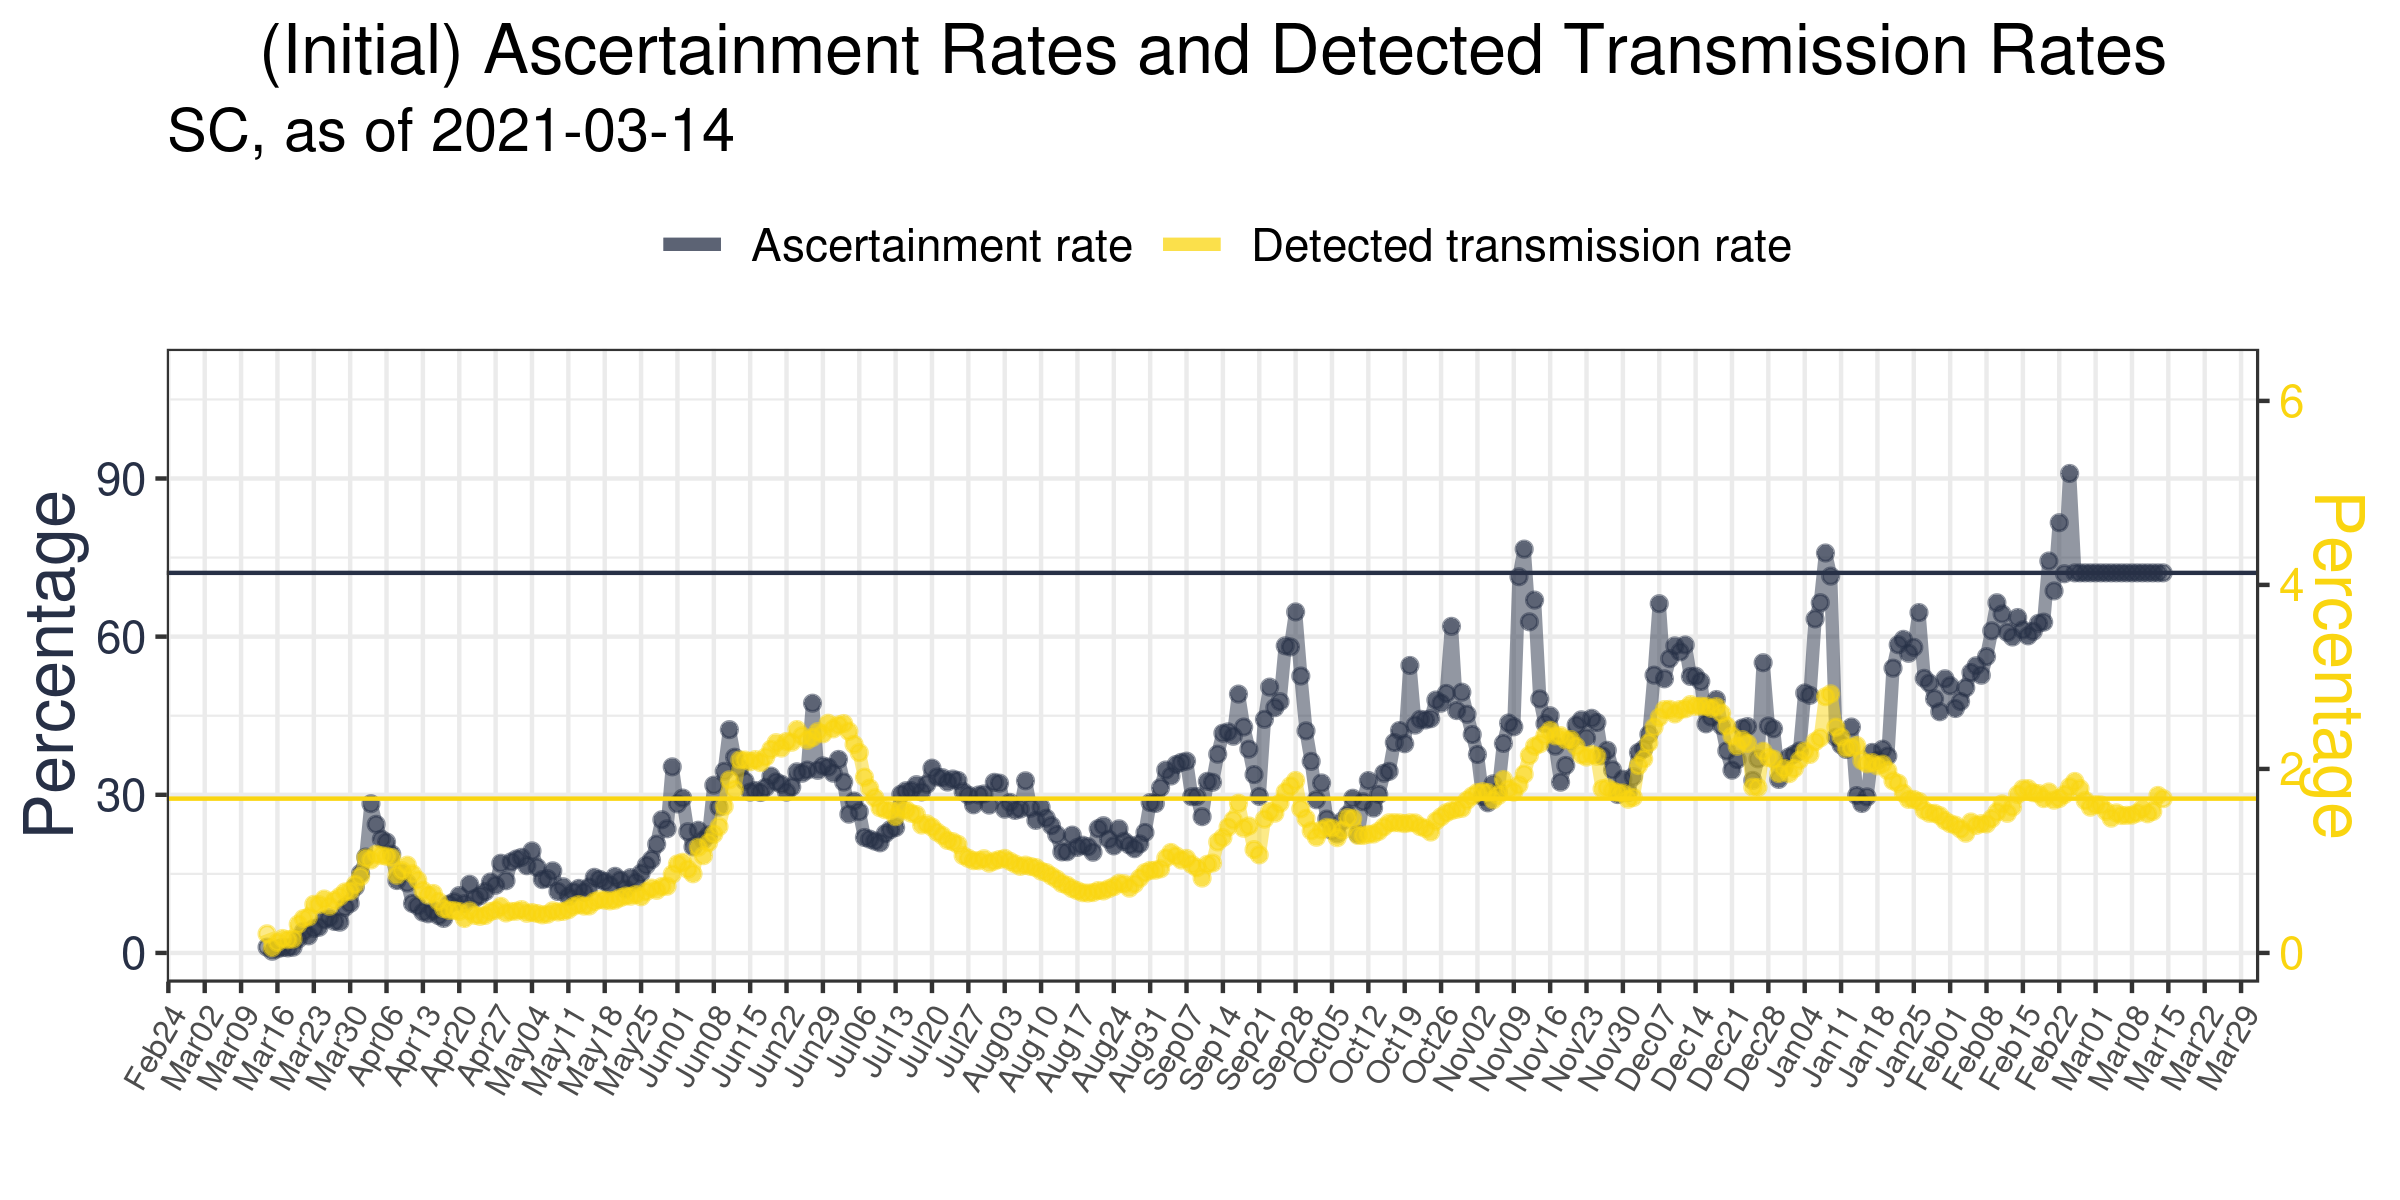 (Initial) Ascertainment Rates and Detected Transmission Rates
SC, as of 2021-03-14
Ascertainment rate
Detected transmission rate
Percentage
90
60
30
0
6
4
2
0
Percentage
Feb24
Mar02
Mar09
Mar16
Mar23
Mar30
Apr06
Apr13
Apr20
Apr27
May04
May11
May18
May25
Jun01
Jun08
Jun15
Jun22
Jun29
Jul06
Jul13
Jul20
Jul27
Aug03
Aug10
Aug17
Aug24
Aug31
Sep07
Sep14
Sep21
Sep28
Oct05
Oct12
Oct19
Oct26
Nov02
Nov09
Nov16
Nov23
Nov30
Dec07
Dec14
Dec21
Dec28
Jan04
Jan11
Jan18
Jan25
Feb01
Feb08
Feb15
Feb22
Mar01
Mar08
Mar15
Mar22
Mar29